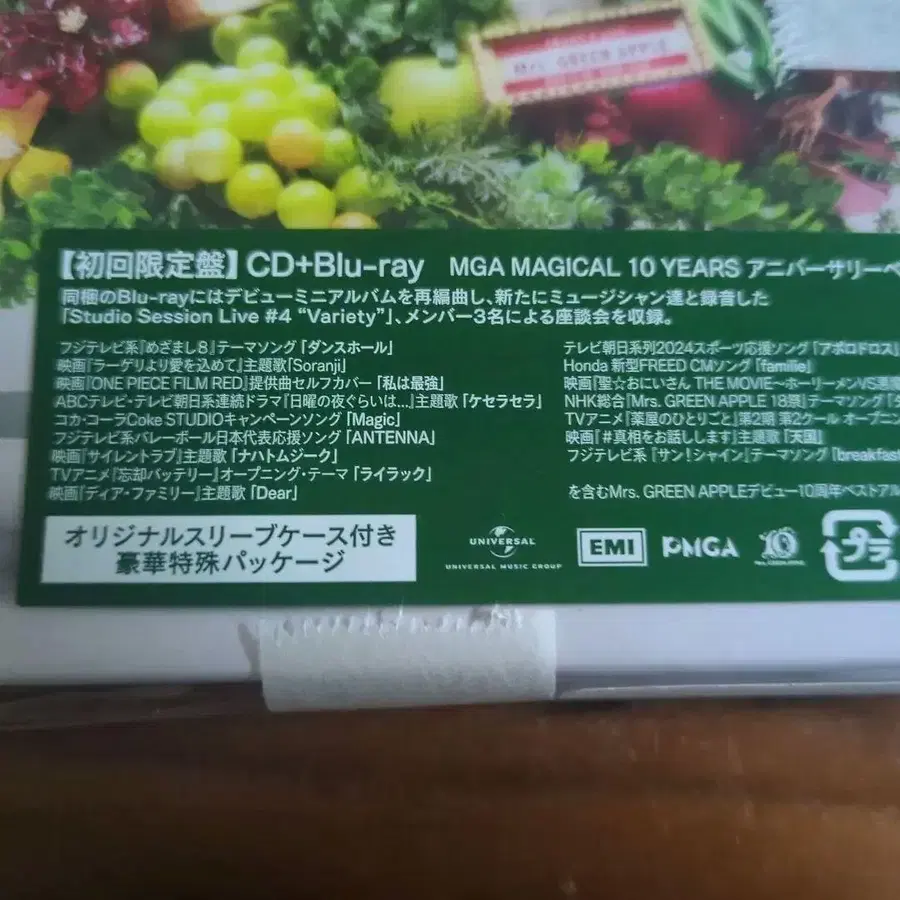 Mrs. GREEN APPLE
【初回限定盤】CD+Blu-ray MGA MAGICAL 10 YEARS アニバーサリーベ
同梱のBlu-rayにはデビューミニアルバムを再編曲し、新たにミュージシャン達と録音した
「Studio Session Live #4 “Variety”」、メンバー3名による座談会を収録。
フジテレビ系『めざまし8』テーマソング「ダンスホール」
映画『ラーゲリより愛を込めて』主題歌「Soranji」
映画『ONE PIECE FILM RED』提供曲セルフカバー「私は最強」
ABCテレビ・テレビ朝日系連続ドラマ『日曜の夜ぐらいは...』主題歌「ケセラセラ」
コカ・コーラCoke STUDIOキャンペーンソング「Magic」
フジテレビ系バレーボール日本代表応援ソング「ANTENNA」
映画『サイレントラブ』主題歌「ナハトムジーク」
TVアニメ『忘却バッテリー』オープニング・テーマ「ライラック」
映画『ディア・ファミリー』主題歌「Dear」
テレビ朝日系列2024スポーツ応援ソング「アポロドロス」
Honda 新型FREED CMソング「familie」
映画『聖☆おにいさん THE MOVIE～ホーリーメンVS悪
NHK総合「Mrs. GREEN APPLE 18祭」テーマソング「
TVアニメ『薬屋のひとりごと』第2期 第2クール オープニン
映画『＃真相をお話しします』主題歌「天国」
フジテレビ系『サン！シャイン』テーマソング「breakfast
を含むMrs. GREEN APPLEデビュー10周年ベストアル
オリジナルスリーブケース付き
豪華特殊パッケージ
UNIVERSAL
UNIVERSAL MUSIC GROUP
EMI
PMGA
10
プラ